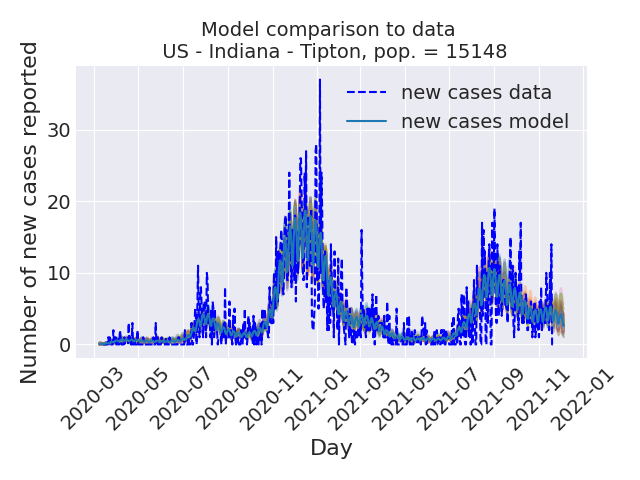 Model comparison to data
US - Indiana - Tipton, pop. = 15148
new cases data
new cases model
Number of new cases reported
30
20
10
0
2020-03
2020-05
2020-07
2020-09
2020-11
2021-01
2021-03
2021-05
2021-07
2021-09
2021-11
2022-01
Day